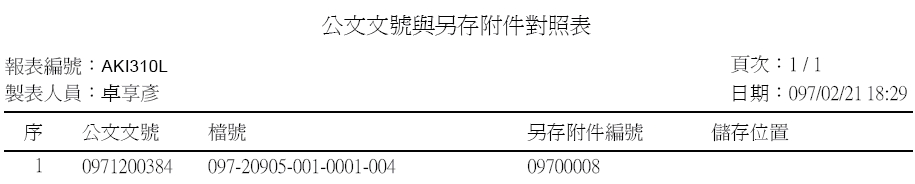 公文文號與另存附件對照表
報表編號：AKI310L 頁次：1 / 1
製表人員：卓享彥 日期：097/02/21 18:29
序 公文文號 檔號 另存附件編號 儲存位置
1 0971200384 097-20905-001-0001-004 09700008